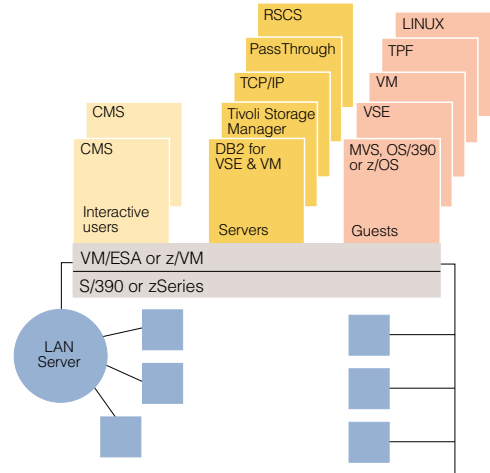 RSCS
PassThrough
TCP/IP
Tivoli Storage
Manager
DB2 for
VSE & VM
Servers
LINUX
TPF
VM
VSE
MVS, OS/390
or z/OS
Guests
CMS
CMS
Interactive
users
VM/ESA or z/VM
S/390 or zSeries
LAN
Server